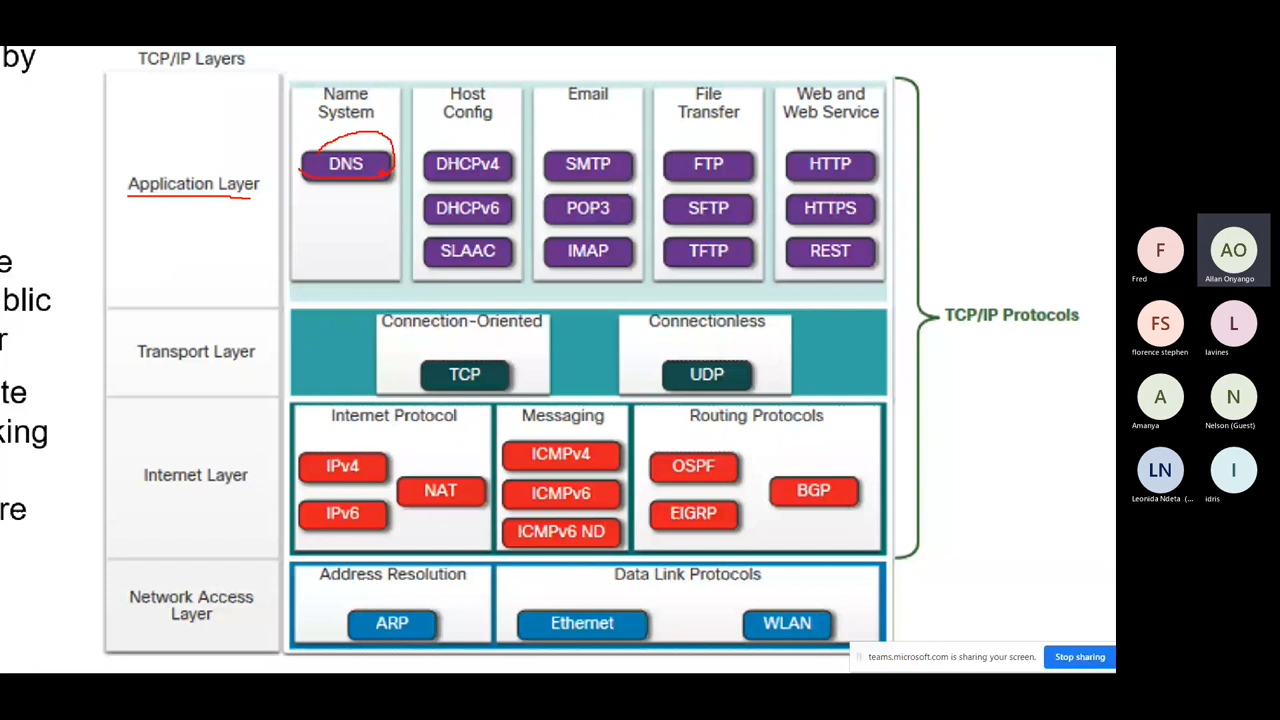 by
e
blic
r
te
king
re
TCP/IP Layers
Application Layer
Transport Layer
Internet Layer
Network Access
Layer
Name
System
DNS
Host
Config
DHCPv4
DHCPv6
SLAAC
Email
SMTP
POP3
IMAP
File
Transfer
FTP
SFTP
TFTP
Web and
Web Service
HTTP
HTTPS
REST
Connection-Oriented
TCP
Connectionless
UDP
Internet Protocol
IPv4
NAT
IPv6
Messaging
ICMPv4
ICMPv6
ICMPv6 ND
Routing Protocols
OSPF
BGP
EIGRP
Address Resolution
ARP
Data Link Protocols
Ethernet
WLAN
TCP/IP Protocols
teams.microsoft.com is sharing your screen.
Stop sharing
F
Fred
AO
Allan Onyango
FS
florence stephen
L
lavines
A
Amanya
N
Nelson (Guest)
LN
Leonida Ndeta (...
I
idris